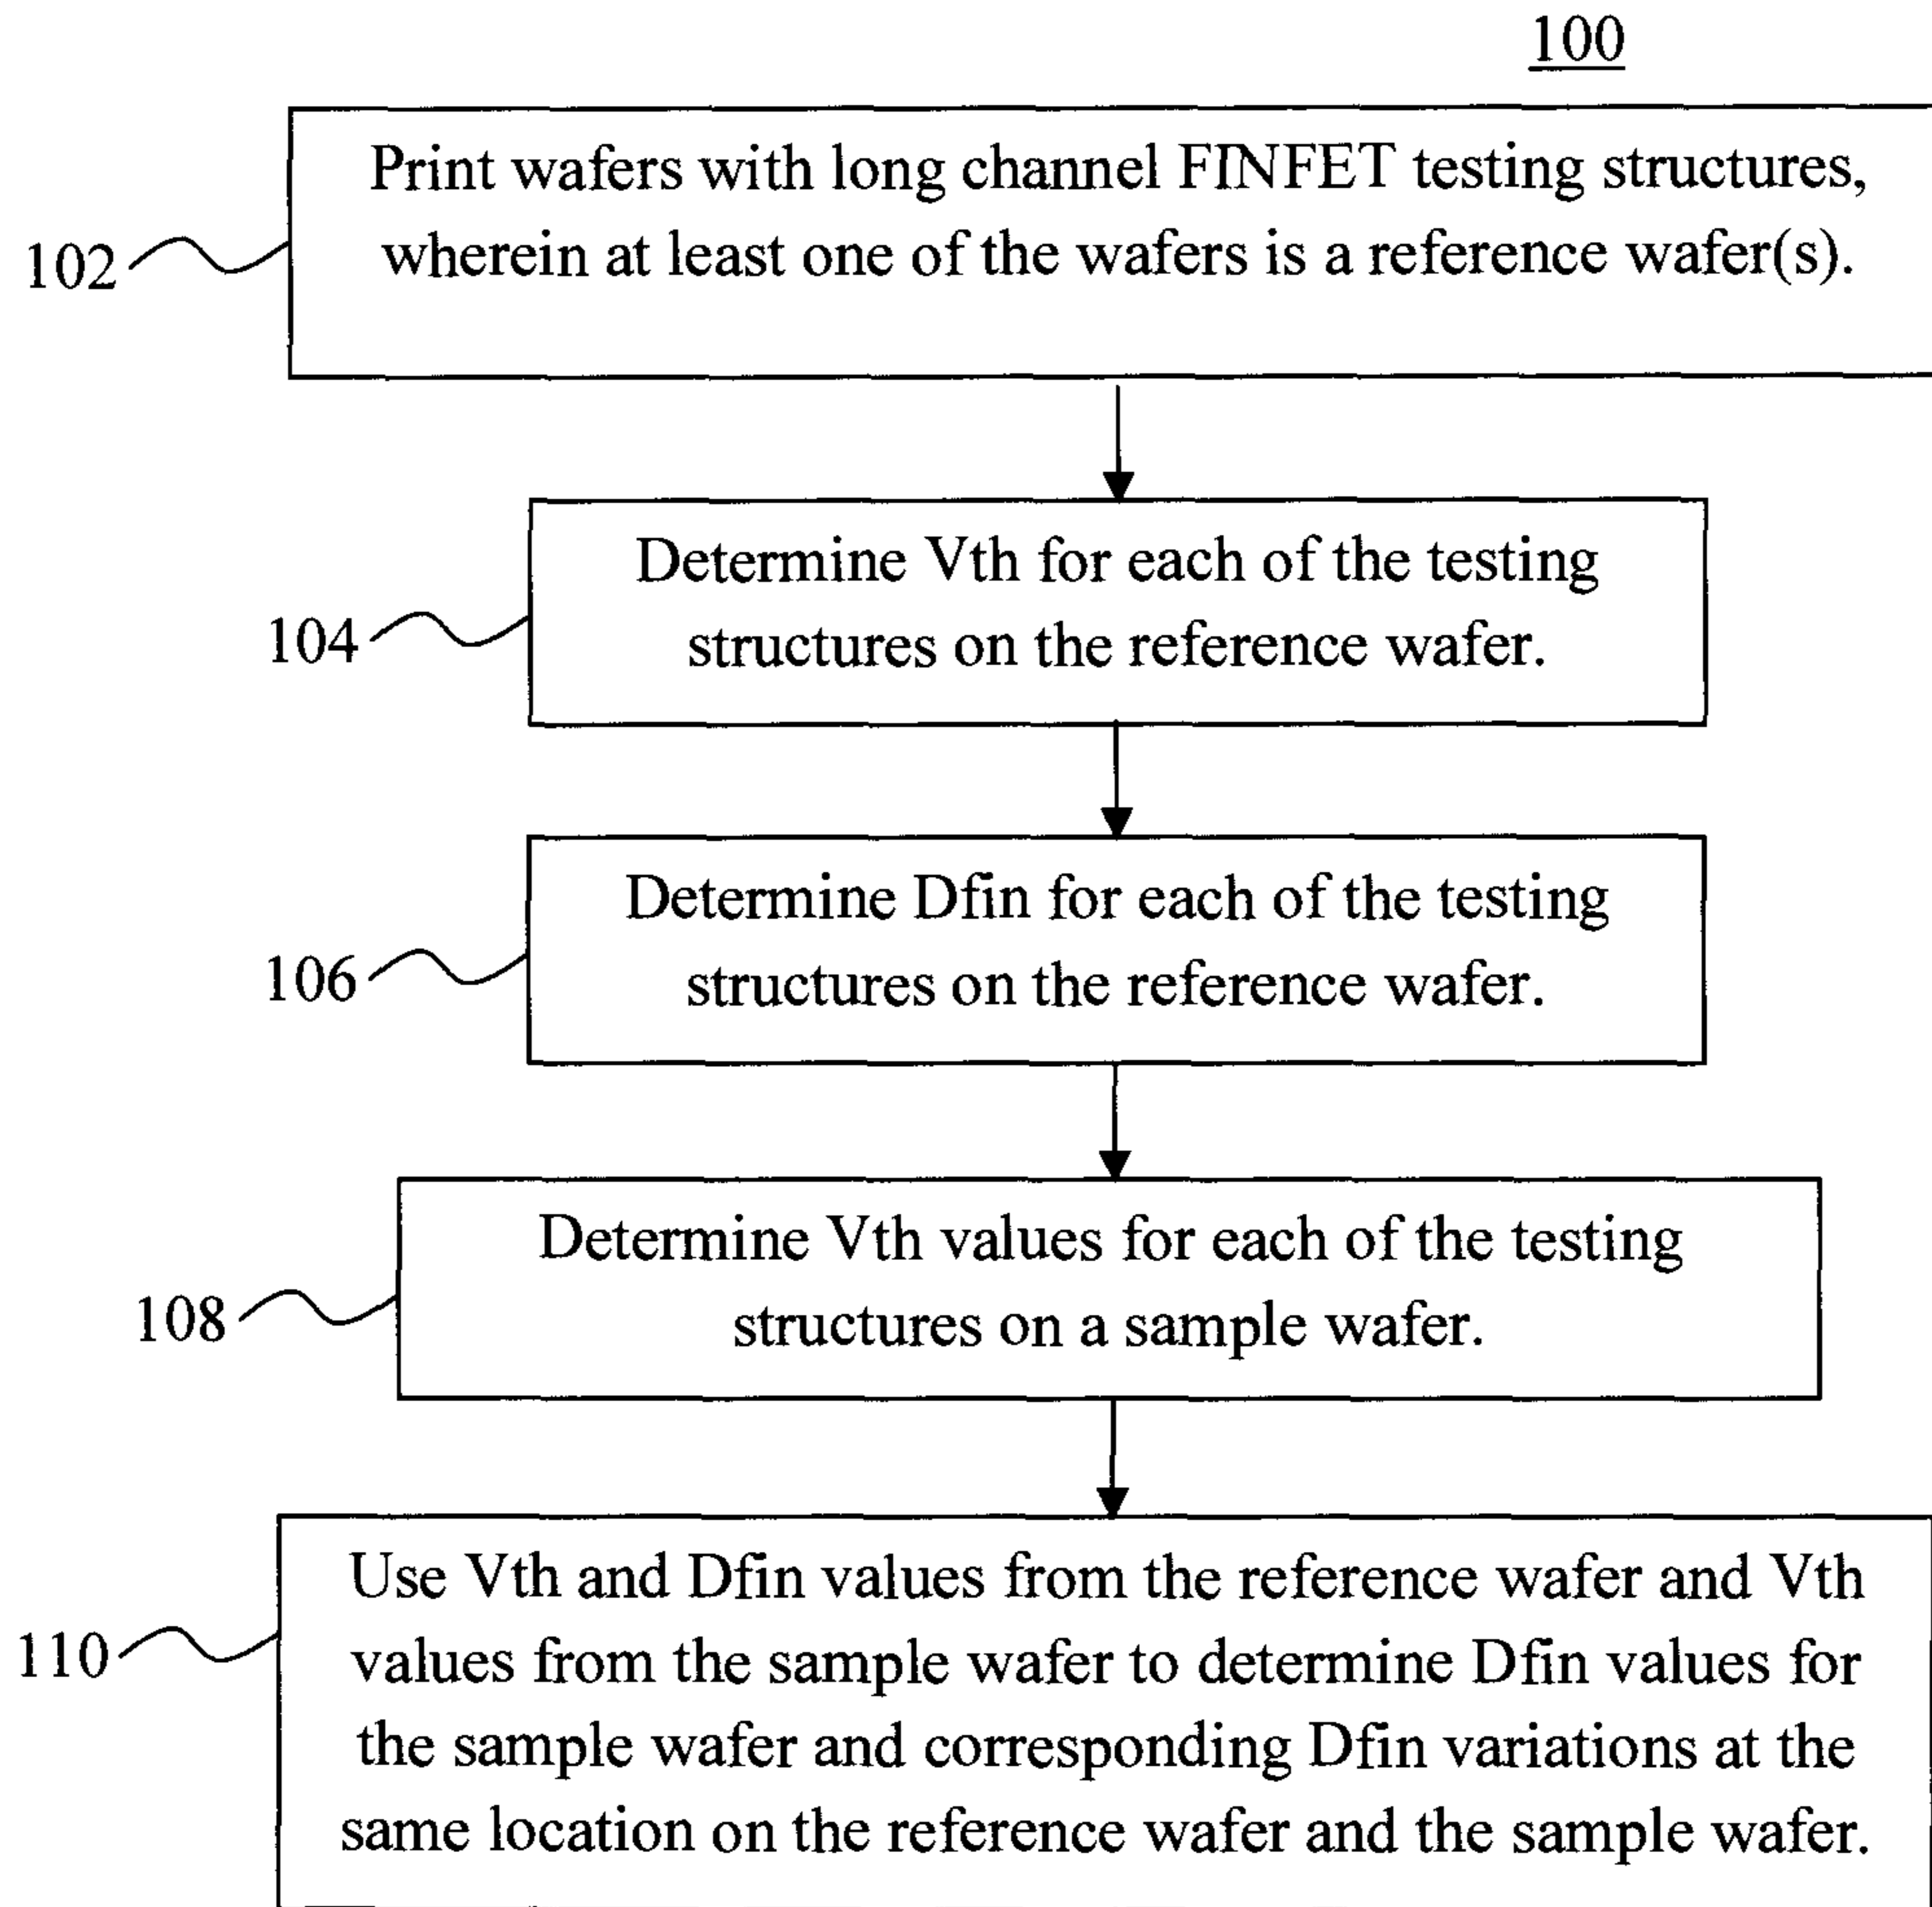 100
Print wafers with long channel FINFET testing structures,
wherein at least one of the wafers is a reference wafer(s).
102
Determine Vth for each of the testing
structures on the reference wafer.
104
Determine Dfin for each of the testing
structures on the reference wafer.
106
Determine Vth values for each of the testing
structures on a sample wafer.
108
Use Vth and Dfin values from the reference wafer and Vth
values from the sample wafer to determine Dfin values for
the sample wafer and corresponding Dfin variations at the
same location on the reference wafer and the sample wafer.
110